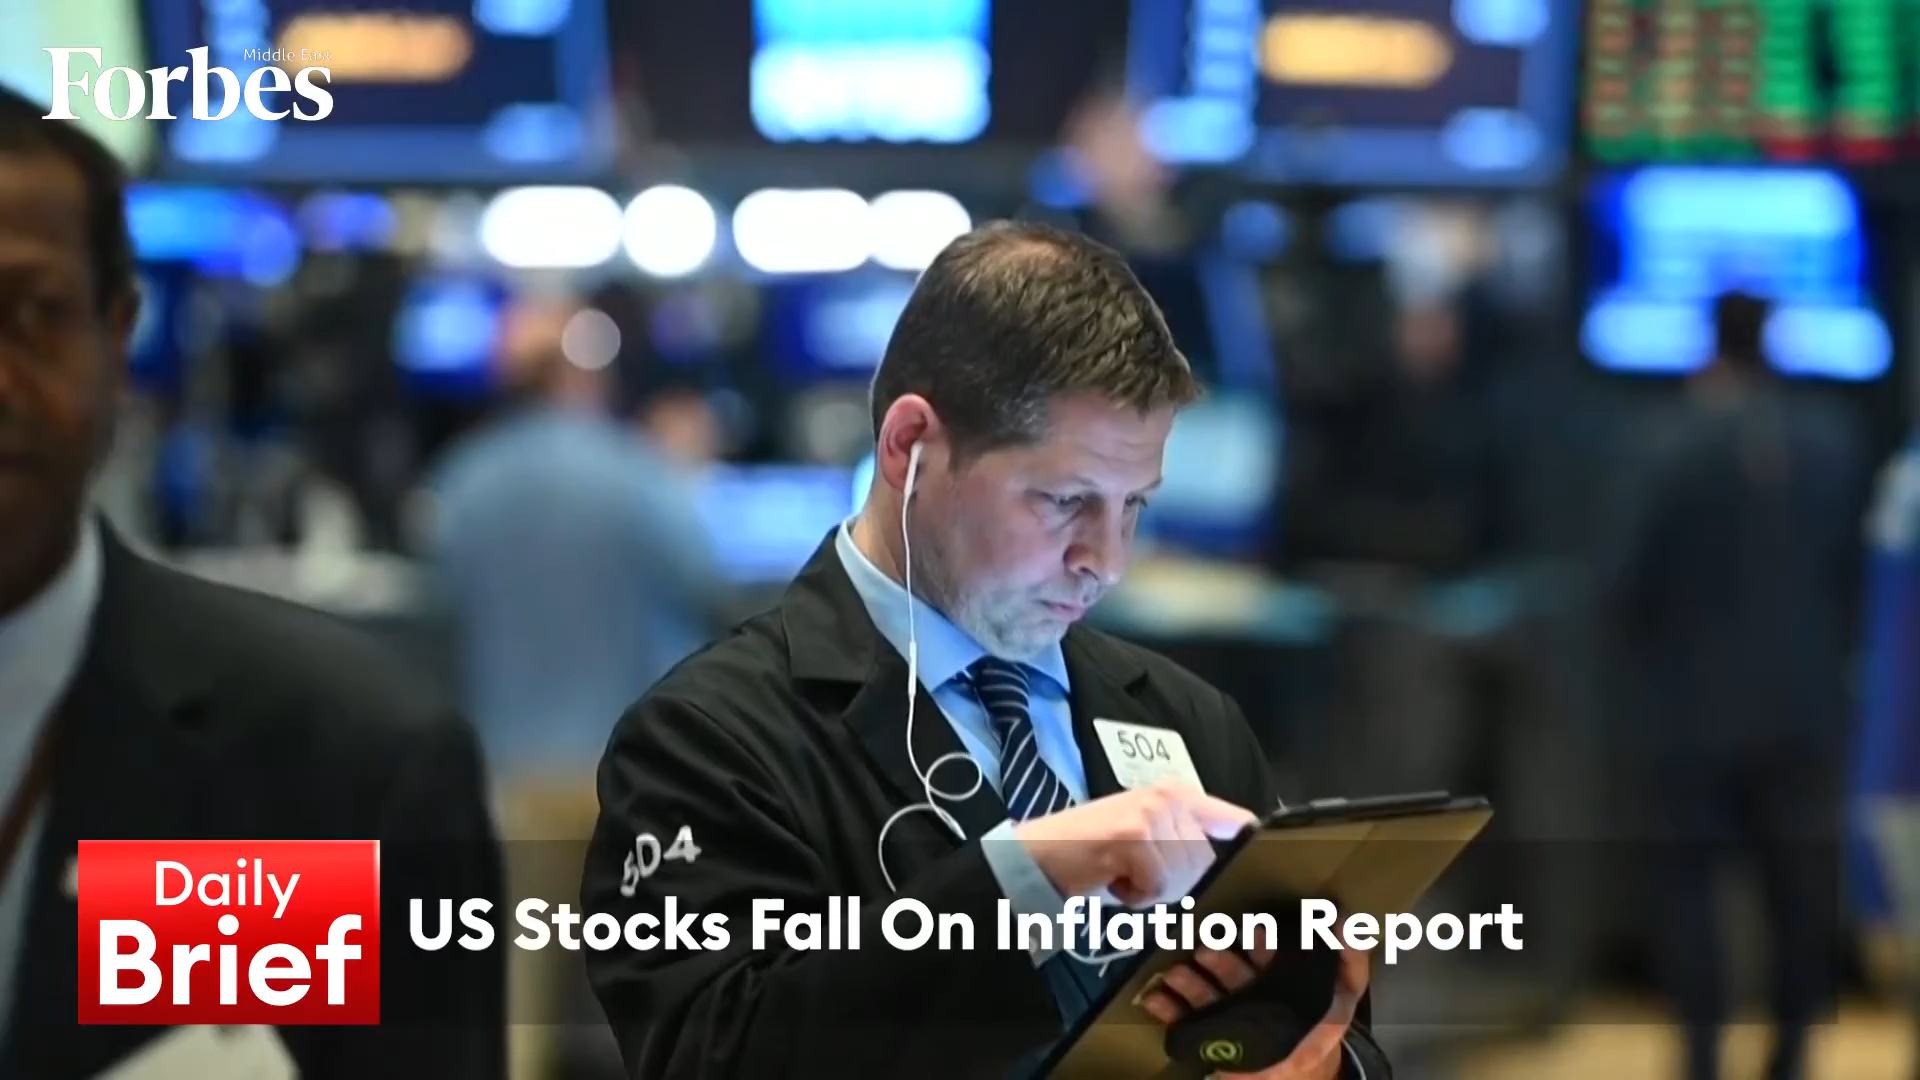 Forbes
Middle East
504
504
Daily
Brief
US Stocks Fall On Inflation Report